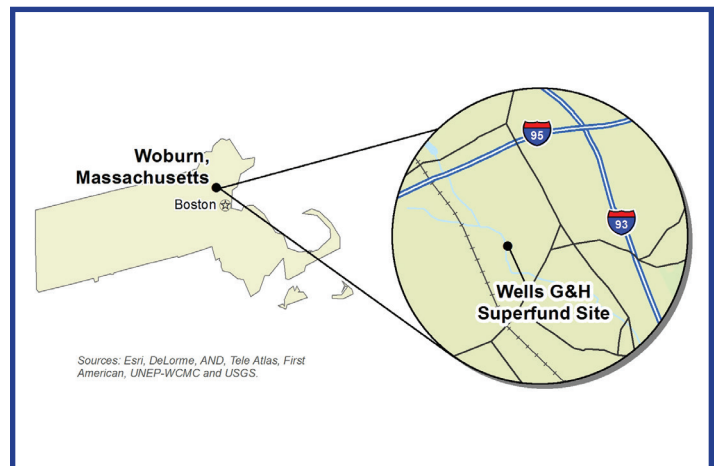 Woburn,
Massachusetts
Boston
95
93
Wells G&H
Superfund Site
Sources: Esri, DeLorme, AND, Tele Atlas, First
American, UNEP-WCMC and USGS.